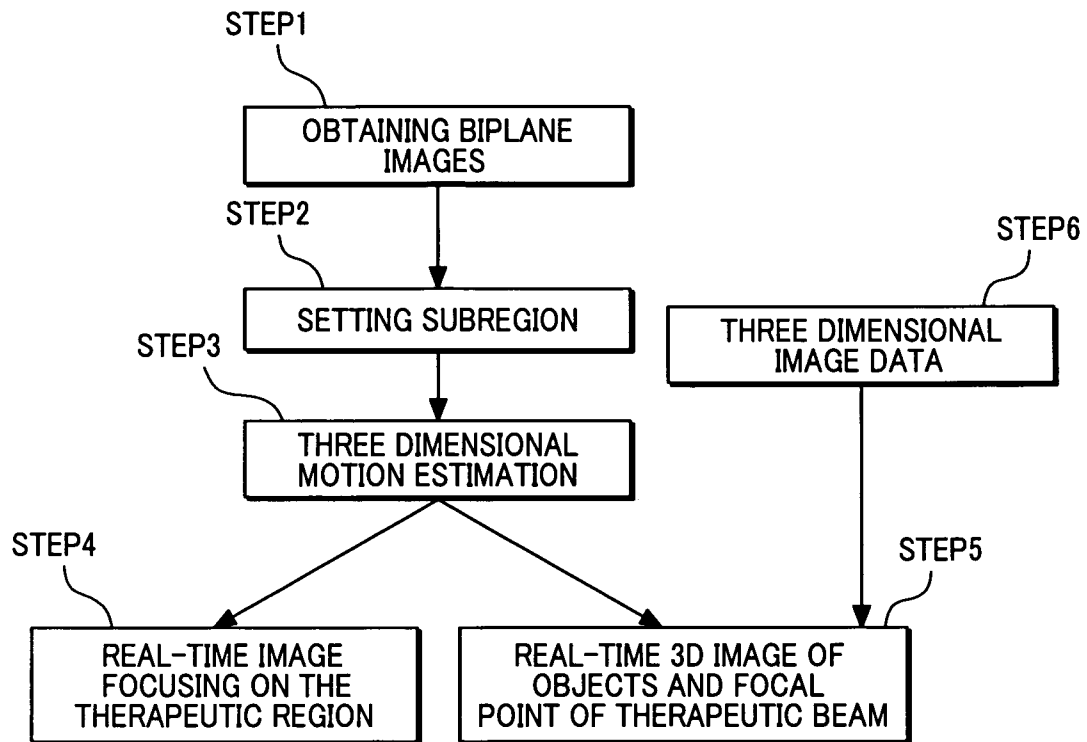 STEP1
OBTAINING BIPLANE
IMAGES
STEP2
SETTING SUBREGION
STEP6
THREE DIMENSIONAL
IMAGE DATA
STEP3
THREE DIMENSIONAL
MOTION ESTIMATION
STEP4
REAL-TIME IMAGE
FOCUSING ON THE
THERAPEUTIC REGION
STEP5
REAL-TIME 3D IMAGE OF
OBJECTS AND FOCAL
POINT OF THERAPEUTIC BEAM